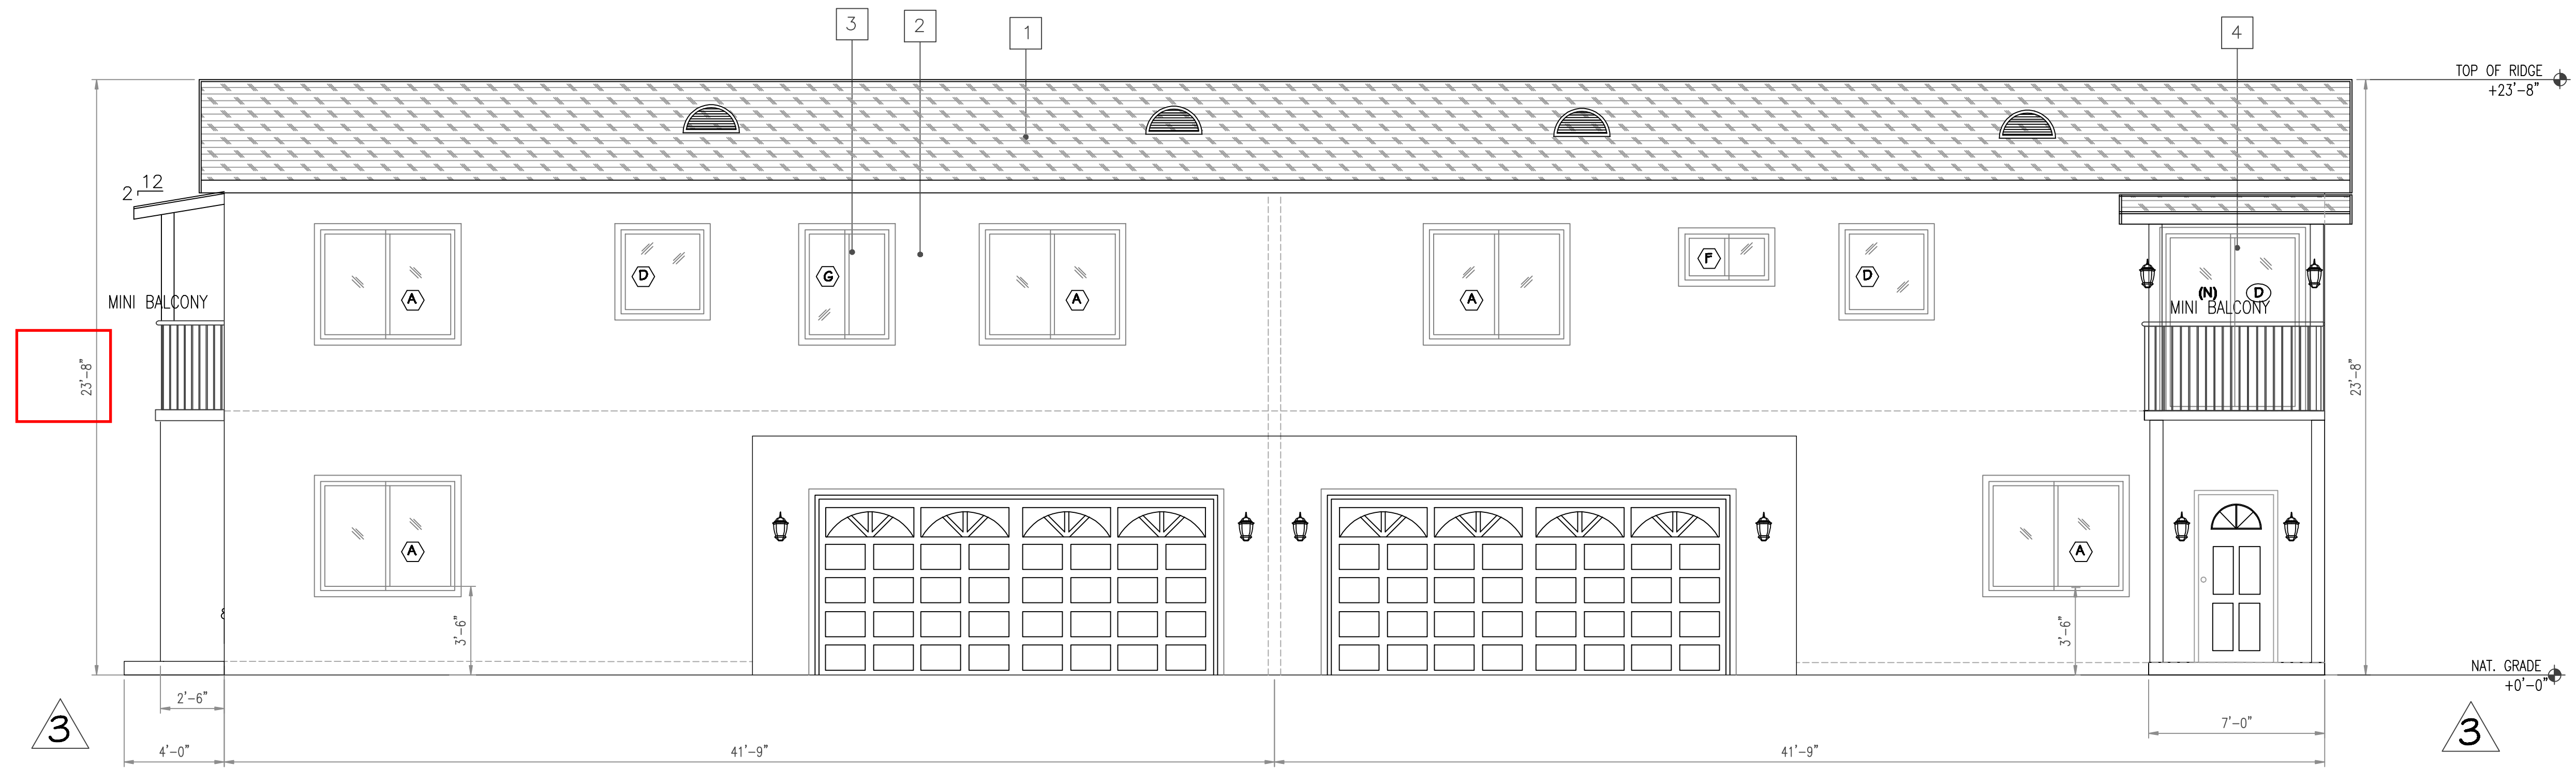 3
2
1
4
TOP OF RIDGE
+23'-8"
12
2
MINI BALCONY
A
D
G
A
A
F
D
(N)
D
MINI BALCONY
23'-8"
23'-8"
A
A
3'-6"
3'-6"
NAT. GRADE
+0'-0"
2'-6"
7'-0"
3
3
4'-0"
41'-9"
41'-9"